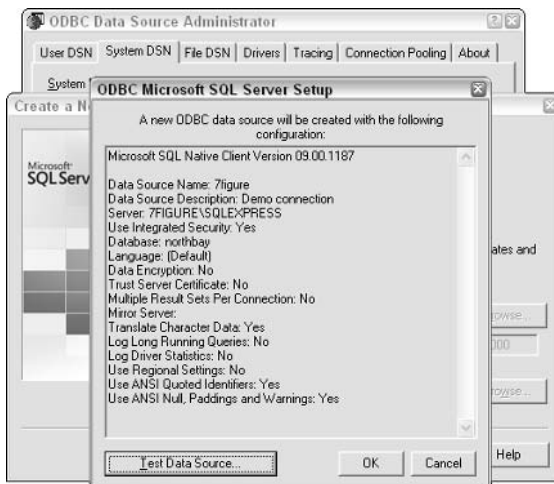 ODBC Data Source Administrator
User DSN System DSN File DSN Drivers Tracing Connection Pooling About
System
Create a N
ODBC Microsoft SQL Server Setup
A new ODBC data source will be created with the following
configuration:
Microsoft SQL Native Client Version 09.00.1187
Data Source Name: 7figure
Data Source Description: Demo connection
Server: 7FIGURE\SQLEXPRESS
Use Integrated Security: Yes
Database: northbay
Language: (Default)
Data Encryption: No
Trust Server Certificate: No
Multiple Result Sets Per Connection: No
Mirror Server:
Translate Character Data: Yes
Log Long Running Queries: No
Log Driver Statistics: No
Use Regional Settings: No
Use ANSI Quoted Identifiers: Yes
Use ANSI Null, Paddings and Warnings: Yes
Test Data Source...
OK
Cancel
Microsoft
SQL Serv
ates and
rowse...
000
rowse...
Help